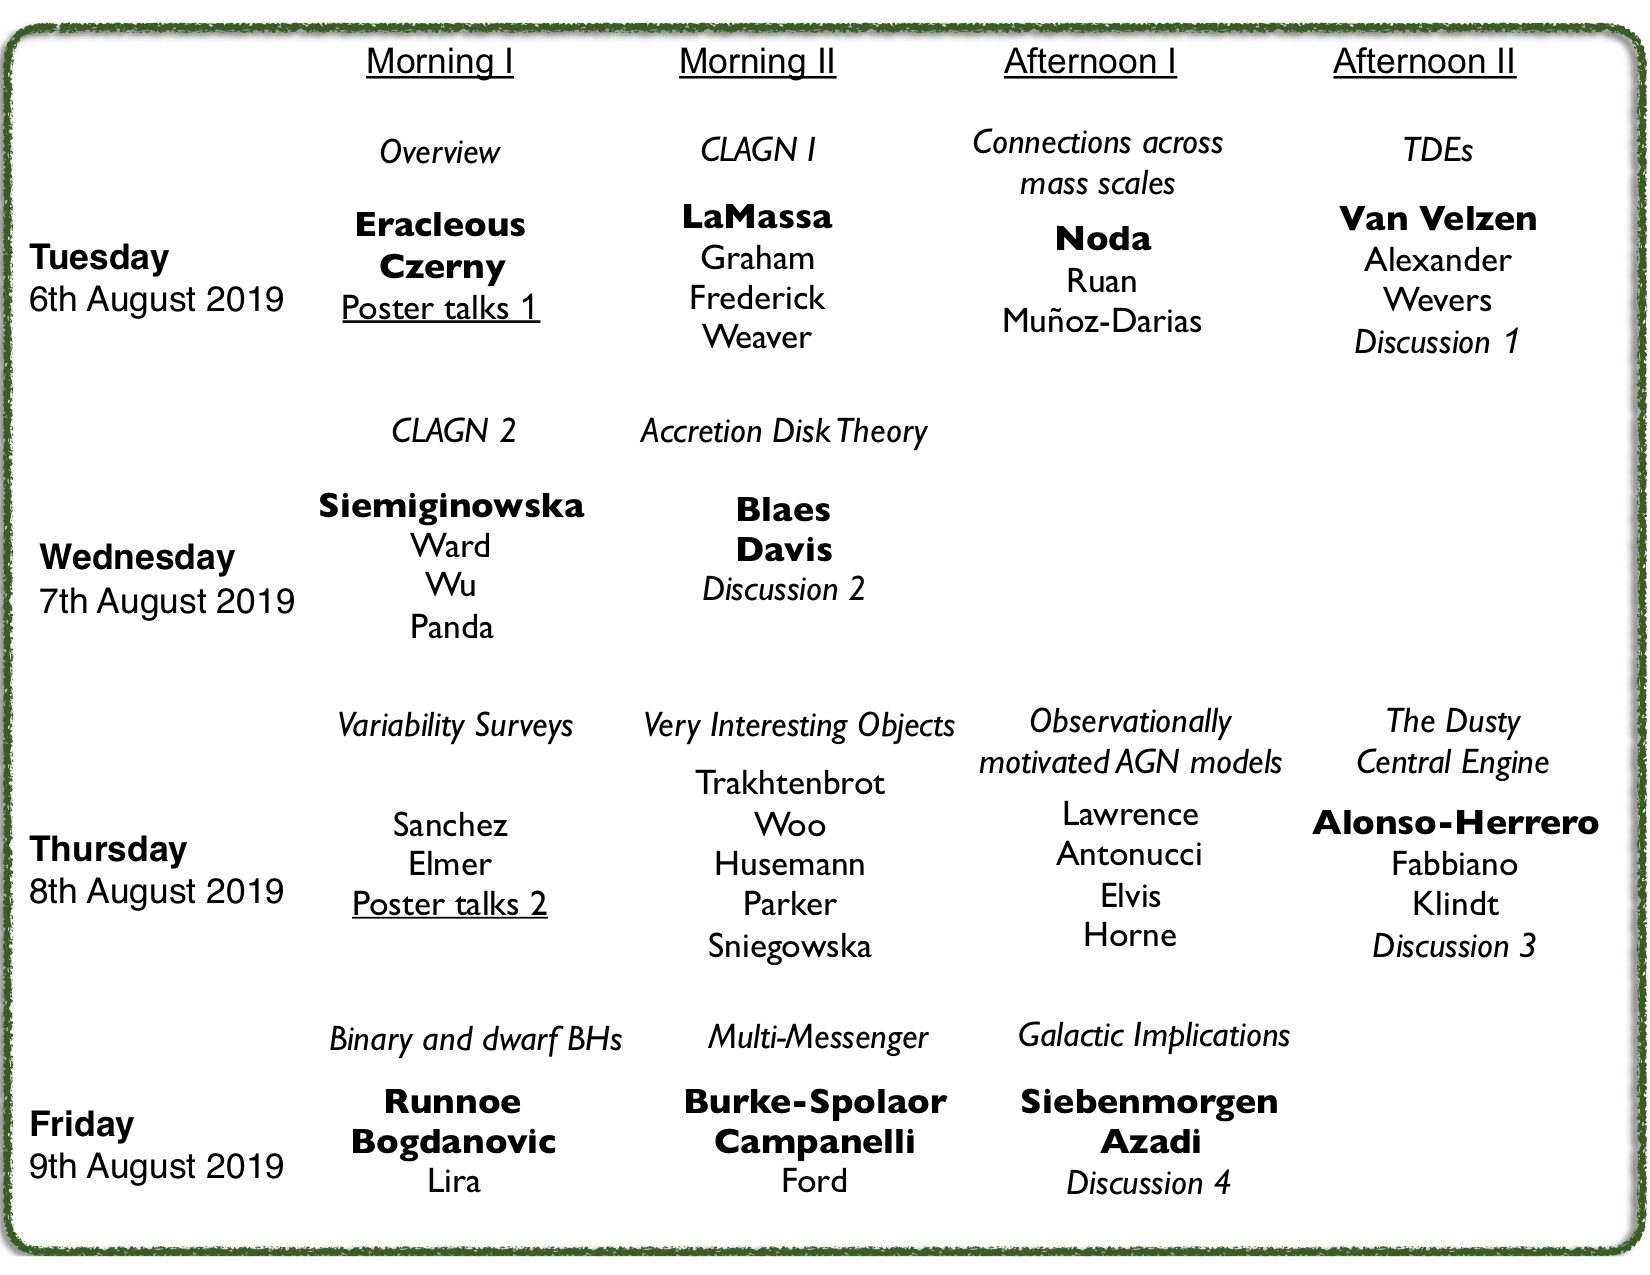 Morning I
Morning II
Afternoon I
Afternoon II
Tuesday
6th August 2019
Overview
Eracleous
Czerny
Poster talks 1
CLAGN I
LaMassa
Graham
Frederick
Weaver
Connections across
mass scales
Noda
Ruan
Muñoz-Darias
TDEs
Van Velzen
Alexander
Wevers
Discussion 1
Wednesday
7th August 2019
CLAGN 2
Siemiginowska
Ward
Wu
Panda
Accretion Disk Theory
Blaes
Davis
Discussion 2
Thursday
8th August 2019
Variability Surveys
Sanchez
Elmer
Poster talks 2
Very Interesting Objects
Trakhtenbrot
Woo
Husemann
Parker
Sniegowska
Observationally
motivated AGN models
Lawrence
Antonucci
Elvis
Horne
The Dusty
Central Engine
Alonso-Herrero
Fabbiano
Klindt
Discussion 3
Friday
9th August 2019
Binary and dwarf BHs
Runnoe
Bogdanovic
Lira
Multi-Messenger
Burke-Spolaor
Campanelli
Ford
Galactic Implications
Siebenmorgen
Azadi
Discussion 4